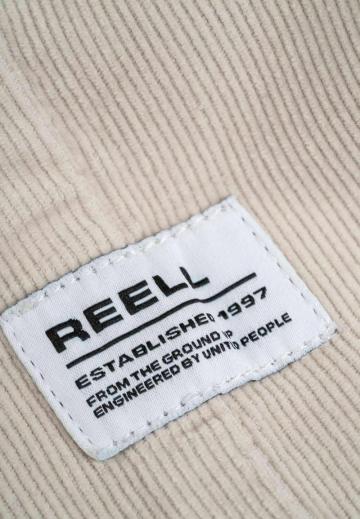 REELL
ESTABLISHED 1997
FROM THE GROUND UP
ENGINEERED BY UNITED PEOPLE